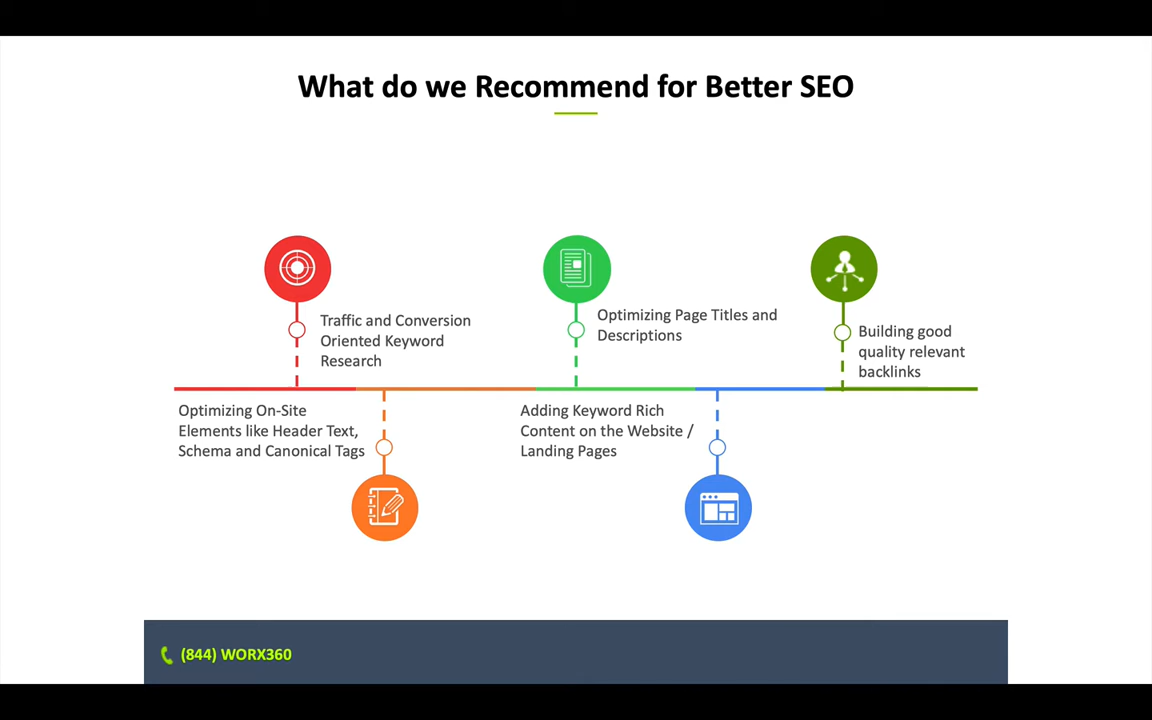 What do we Recommend for Better SEO
Traffic and Conversion
Oriented Keyword
Research
Optimizing On-Site
Elements like Header Text,
Schema and Canonical Tags
Optimizing Page Titles and
Descriptions
Adding Keyword Rich
Content on the Website /
Landing Pages
Building good
quality relevant
backlinks
(844) WORX360